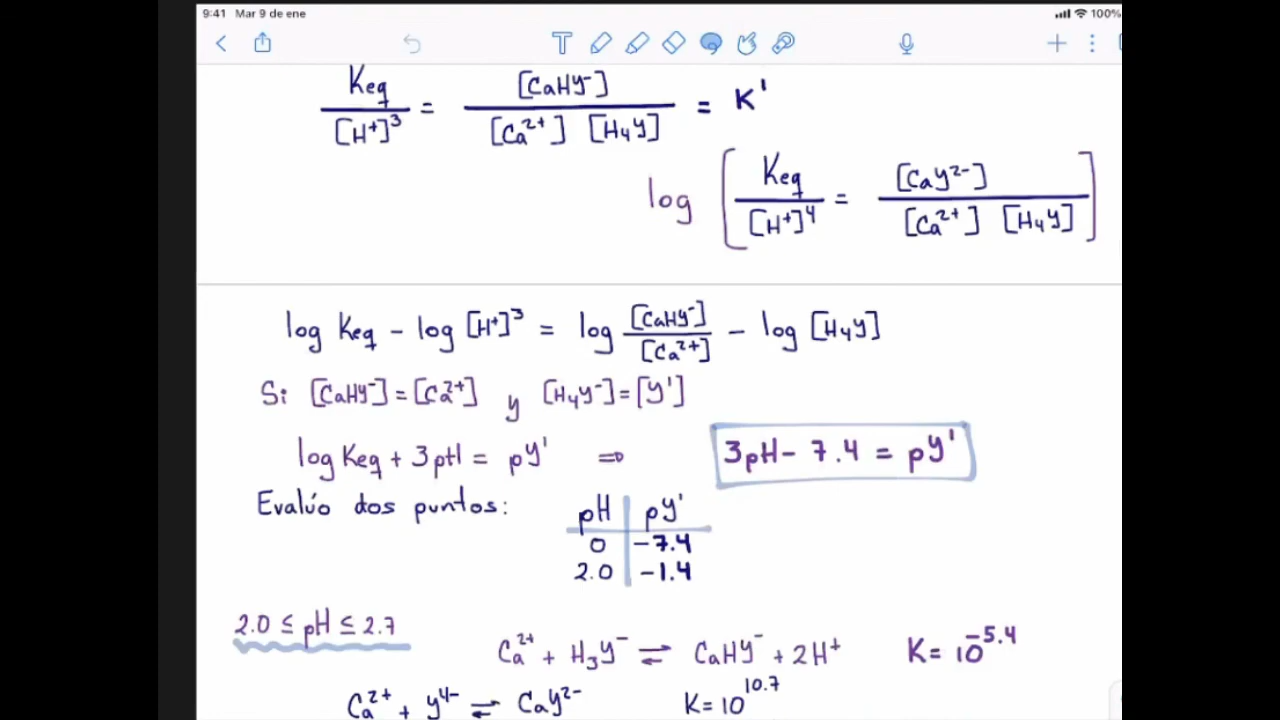 9:41 Mar 9 de ene 100%
Keq / [H⁺]³ = [CaHY⁻] / [Ca²⁺] [H₄Y] = K'
log [ Keq / [H⁺]⁴ = [CaY²⁻] / [Ca²⁺] [H₄Y] ]
log Keq - log [H⁺]³ = log [CaHY⁻] / [Ca²⁺] - log [H₄Y]
Si [CaHY⁻] = [Ca²⁺] y [H₄Y⁻] = [Y']
log Keq + 3pH = pY' ⇒ 3pH - 7.4 = pY'
Evalúo dos puntos:
pH | pY'
0 | -7.4
2.0 | -1.4
2.0 ≤ pH ≤ 2.7
Ca²⁺ + H₃Y⁻ ⇌ CaHY⁻ + 2H⁺ K = 10^-5.4
Ca²⁺ + Y⁴⁻ ⇌ CaY²⁻ K = 10^10.7